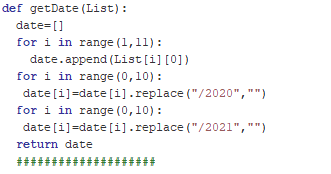 def getDate(List):
  date=[]
  for i in range(1,11):
    date.append(List[i][0])
  for i in range(0,10):
   date[i]=date[i].replace("/2020","")
  for i in range(0,10):
   date[i]=date[i].replace("/2021","")
  return date
  ####################